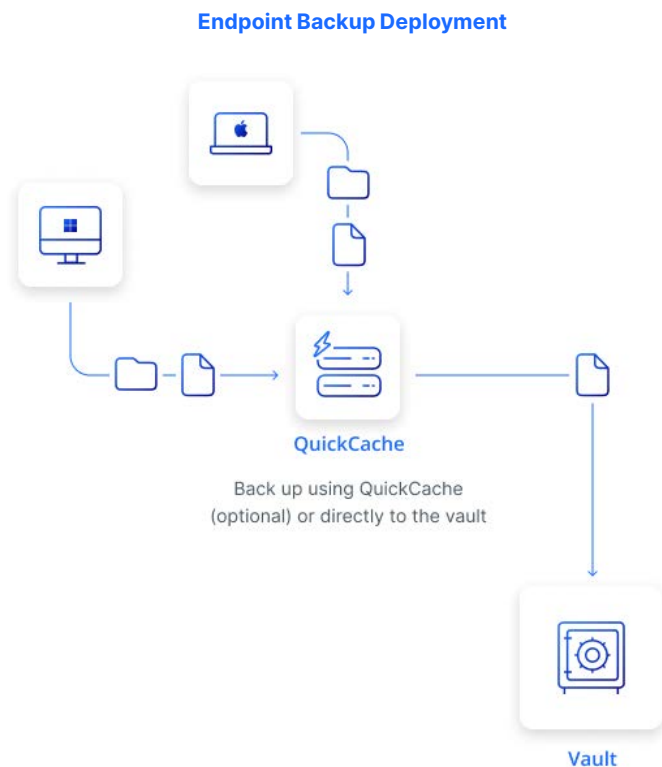 Endpoint Backup Deployment
QuickCache
Back up using QuickCache
(optional) or directly to the vault
Vault